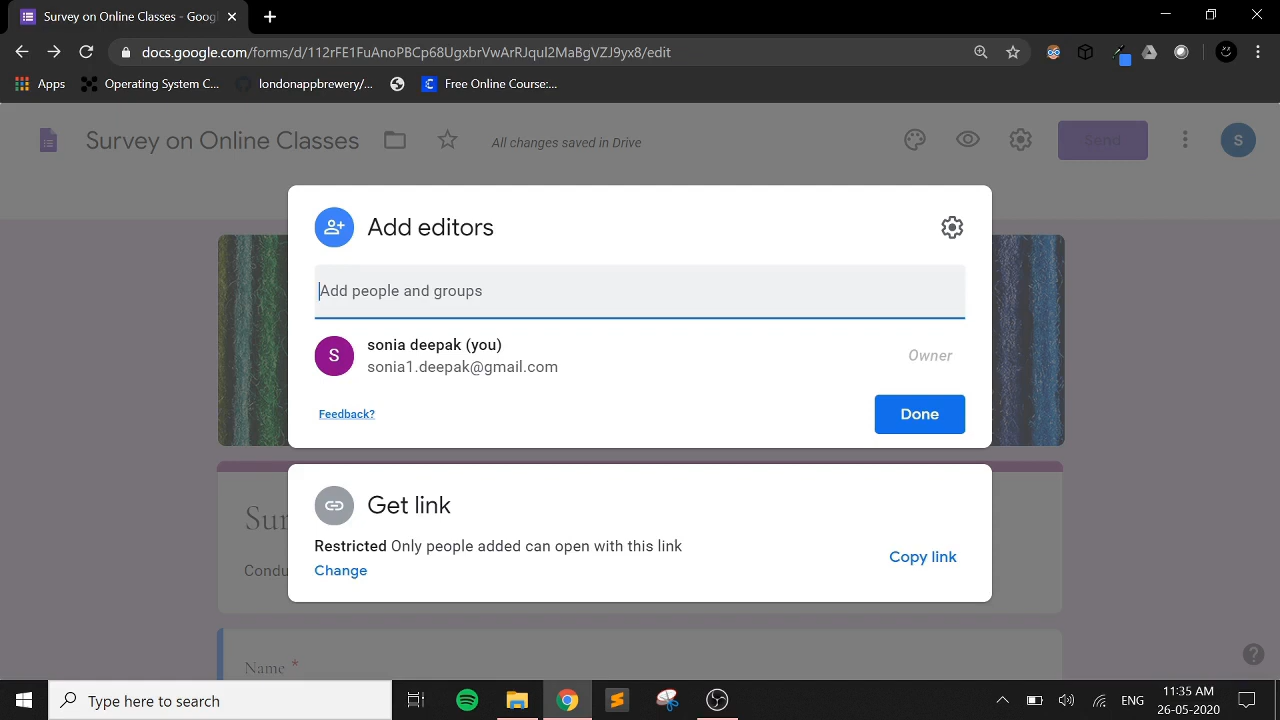 Survey on Online Classes - Googl
docs.google.com/forms/d/112rFE1FuAnoPBCp68UgxbrVwArRJqul2MaBgVZJ9yx8/edit
Apps
Operating System C...
londonappbrewery/...
Free Online Course:...
Survey on Online Classes
All changes saved in Drive
Send
S
Add editors
Add people and groups
S
sonia deepak (you)
sonia1.deepak@gmail.com
Owner
Feedback?
Done
Get link
Restricted Only people added can open with this link
Change
Copy link
Sur
Condu
Name *
Type here to search
ENG
11:35 AM
26-05-2020